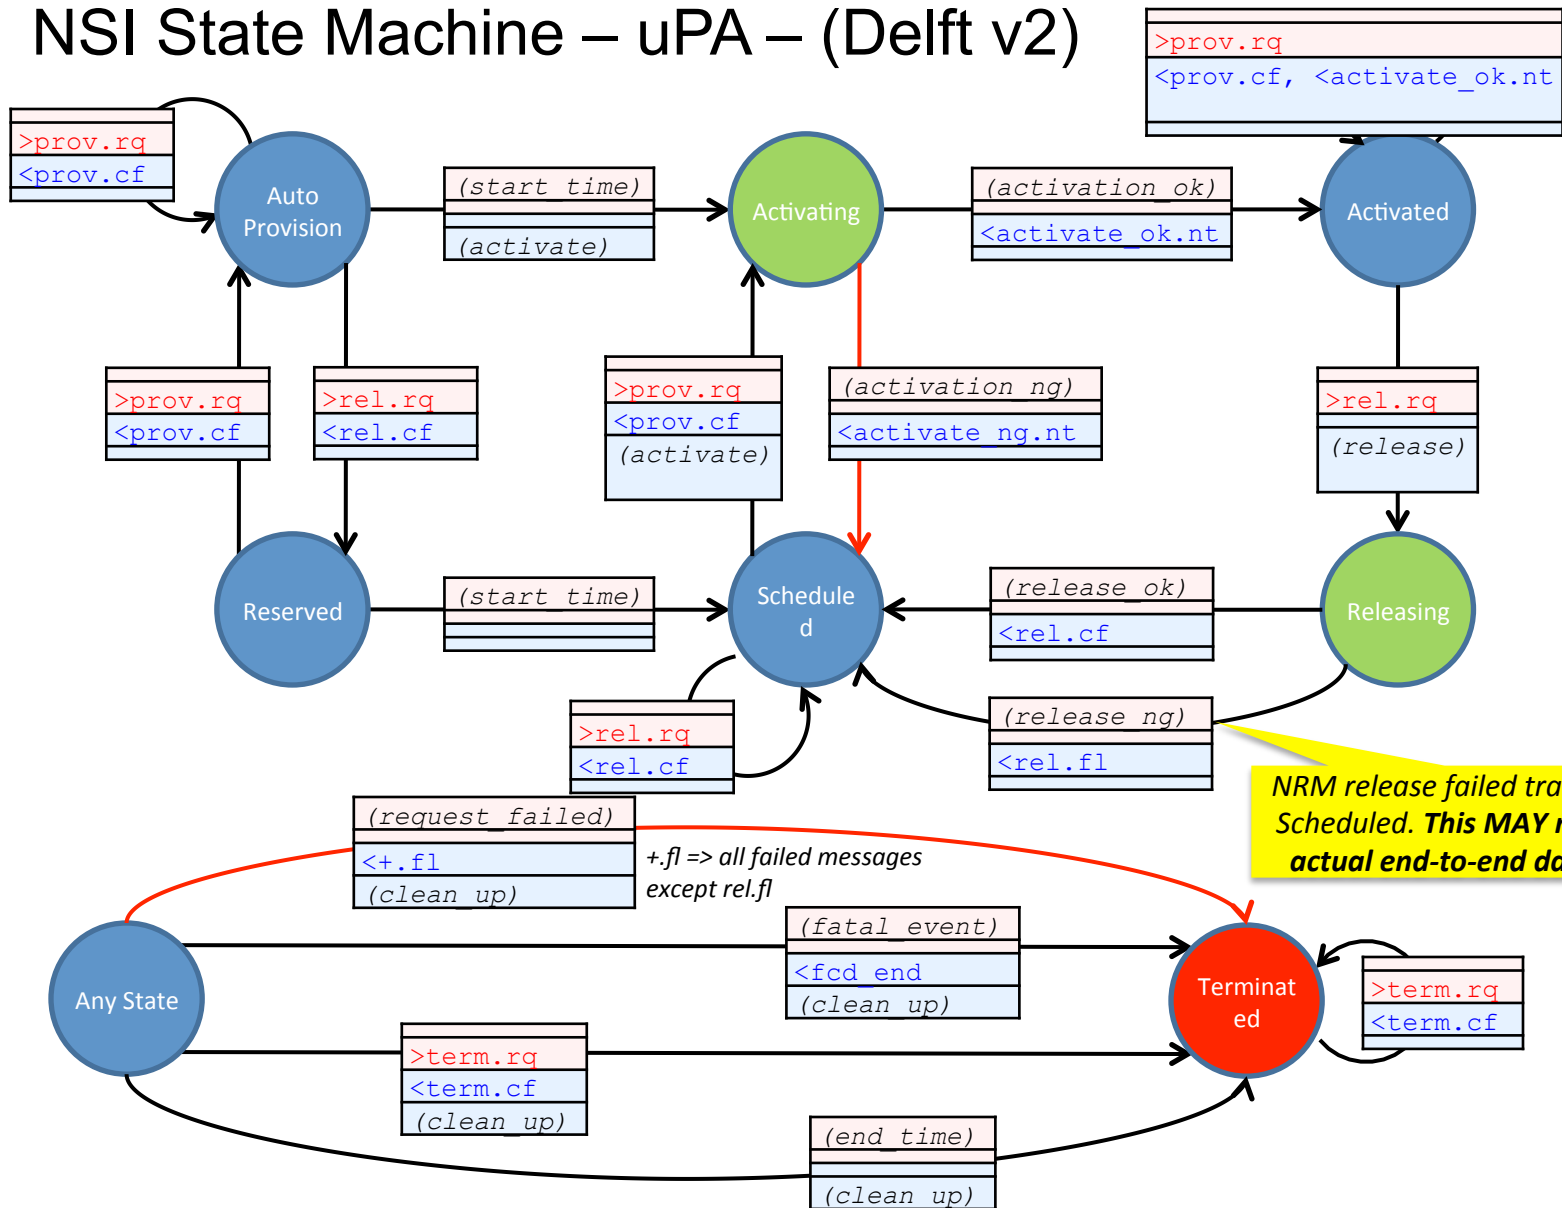 NSI State Machine – uPA – (Delft v2)
>prov.rq
<prov.cf, <activate_ok.nt
>prov.rq
<prov.cf
Auto
Provision
(start_time)
(activate)
Activating
(activation_ok)
<activate_ok.nt
Activated
>prov.rq
<prov.cf
>rel.rq
<rel.cf
>prov.rq
<prov.cf
(activate)
(activation_ng)
<activate_ng.nt
>rel.rq
(release)
Reserved
(start_time)
Schedule
d
(release_ok)
<rel.cf
Releasing
>rel.rq
<rel.cf
(release_ng)
<rel.fl
NRM release failed tra
Scheduled. This MAY
actual end-to-end da
(request_failed)
<+.fl
(clean_up)
+.fl => all failed messages
except rel.fl
(fatal_event)
<fcd_end
(clean_up)
Any State
Terminat
ed
>term.rq
<term.cf
>term.rq
<term.cf
(clean_up)
(end_time)
(clean_up)